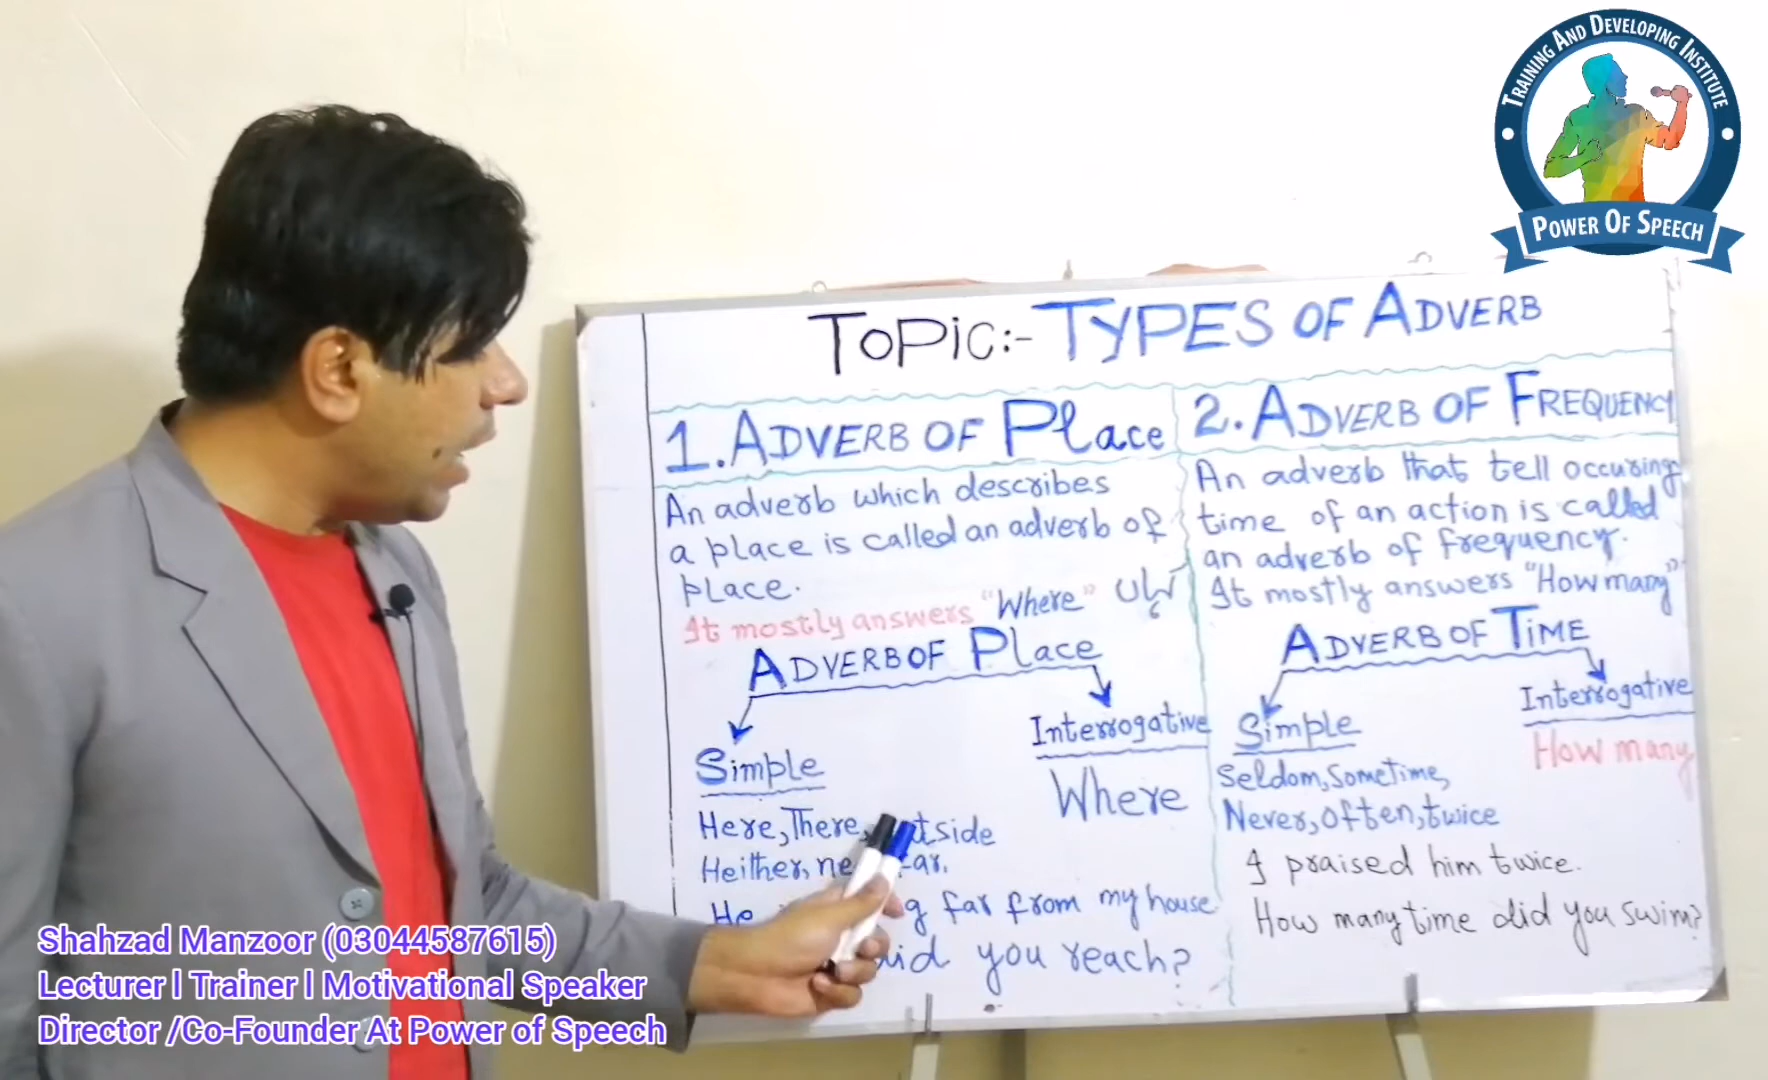 TRAINING AND DEVELOPING INSTITUTE
POWER OF SPEECH
TOPIC:- TYPES OF ADVERB
1. ADVERB OF PLace
An adverb which describes
a place is called an adverb of
place.
It mostly answers "Where" کہاں
ADVERB OF PLace
Simple
Interrogative
Where
Here, There,
Heither,
far from my house
did you reach?
2. ADVERB OF FREQUENCY
An adverb that tell occuring
time of an action is called
an adverb of frequency.
It mostly answers "How many"
ADVERB OF TIME
Simple
Interrogative
How many
Seldom, Sometime,
Never, often, twice
I praised him twice.
How many time did you swim?
Shahzad Manzoor (03044587615)
Lecturer l Trainer l Motivational Speaker
Director /Co-Founder At Power of Speech